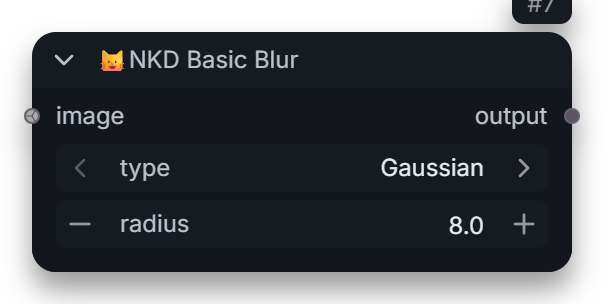 #7
NKD Basic Blur
image output
type Gaussian
radius 8.0